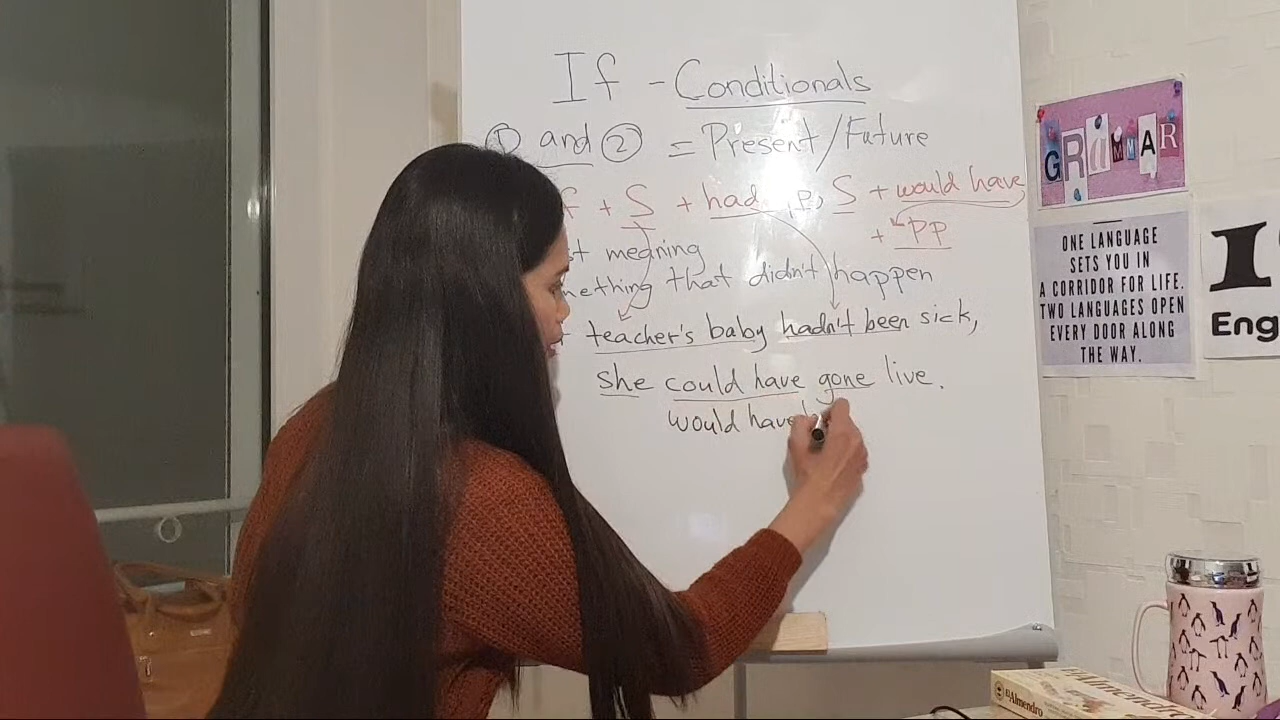 If - Conditionals
① and ② = Present/Future
+ S + had pp, S + would have
+ pp
meaning
that didn't happen
teacher's baby hadn't been sick,
she could have gone live.
would have
GRAMMAR
ONE LANGUAGE
SETS YOU IN
A CORRIDOR FOR LIFE.
TWO LANGUAGES OPEN
EVERY DOOR ALONG
THE WAY.
I
Eng
El Almendro
El Almendro